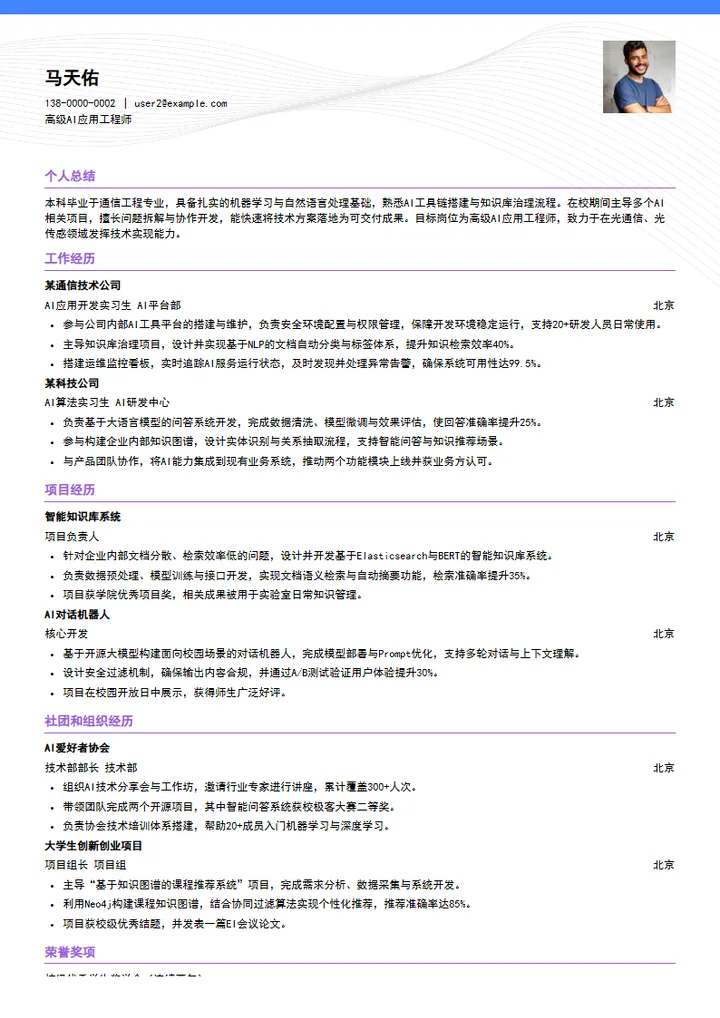 马天佑
138-0000-0002 | user2@example.com
高级AI应用工程师
个人总结
本科毕业于通信工程专业，具备扎实的机器学习与自然语言处理基础，熟悉AI工具链搭建与知识库治理流程。在校期间主导多个AI
相关项目，擅长问题拆解与协作开发，能快速将技术方案落地为可交付成果。目标岗位为高级AI应用工程师，致力于在光通信、光
传感领域发挥技术实现能力。
工作经历
某通信技术公司
AI应用开发实习生 AI平台部 北京
• 参与公司内部AI工具平台的搭建与维护，负责安全环境配置与权限管理，保障开发环境稳定运行，支持20+研发人员日常使用。
• 主导知识库治理项目，设计并实现基于NLP的文档自动分类与标签体系，提升知识检索效率40%。
• 搭建运维监控看板，实时追踪AI服务运行状态，及时发现并处理异常告警，确保系统可用性达99.5%。
某科技公司
AI算法实习生 AI研发中心 北京
• 负责基于大语言模型的问答系统开发，完成数据清洗、模型微调与效果评估，使回答准确率提升25%。
• 参与构建企业内部知识图谱，设计实体识别与关系抽取流程，支持智能问答与知识推荐场景。
• 与产品团队协作，将AI能力集成到现有业务系统，推动两个功能模块上线并获业务方认可。
项目经历
智能知识库系统
项目负责人 北京
• 针对企业内部文档分散、检索效率低的问题，设计并开发基于Elasticsearch与BERT的智能知识库系统。
• 负责数据预处理、模型训练与接口开发，实现文档语义检索与自动摘要功能，检索准确率提升35%。
• 项目获学院优秀项目奖，相关成果被用于实验室日常知识管理。
AI对话机器人
核心开发 北京
• 基于开源大模型构建面向校园场景的对话机器人，完成模型部署与Prompt优化，支持多轮对话与上下文理解。
• 设计安全过滤机制，确保输出内容合规，并通过A/B测试验证用户体验提升30%。
• 项目在校园开放日中展示，获得师生广泛好评。
社团和组织经历
AI爱好者协会
技术部部长 技术部 北京
• 组织AI技术分享会与工作坊，邀请行业专家进行讲座，累计覆盖300+人次。
• 带领团队完成两个开源项目，其中智能问答系统获校极客大赛二等奖。
• 负责协会技术培训体系搭建，帮助20+成员入门机器学习与深度学习。
大学生创新创业项目
项目组长 项目组 北京
• 主导“基于知识图谱的课程推荐系统”项目，完成需求分析、数据采集与系统开发。
• 利用Neo4j构建课程知识图谱，结合协同过滤算法实现个性化推荐，推荐准确率达85%。
• 项目获校级优秀结题，并发表一篇EI会议论文。
荣誉奖项